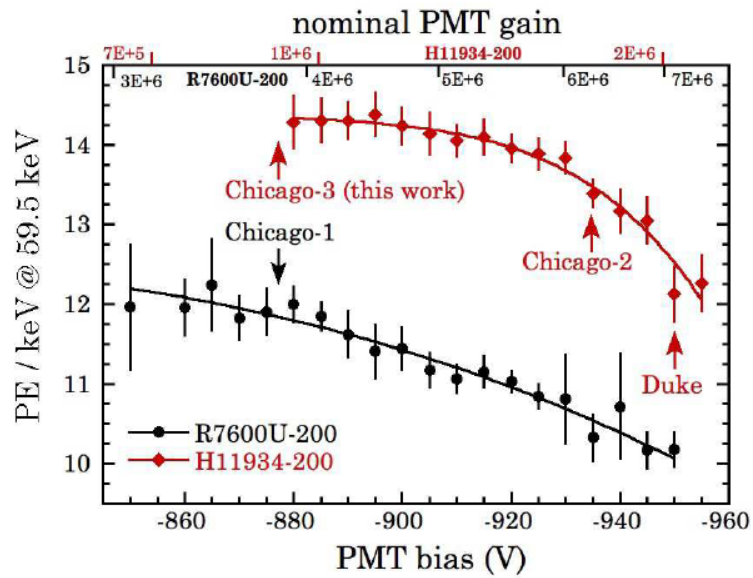 nominal PMT gain
7E+5 1E+6 H11934-200 2E+6
3E+6 R7600U-200 4E+6 5E+6 6E+6 7E+6
15
14
13
12
11
10
PE / keV @ 59.5 keV
Chicago-3 (this work)
Chicago-1
Chicago-2
Duke
R7600U-200
H11934-200
-860 -880 -900 -920 -940 -960
PMT bias (V)